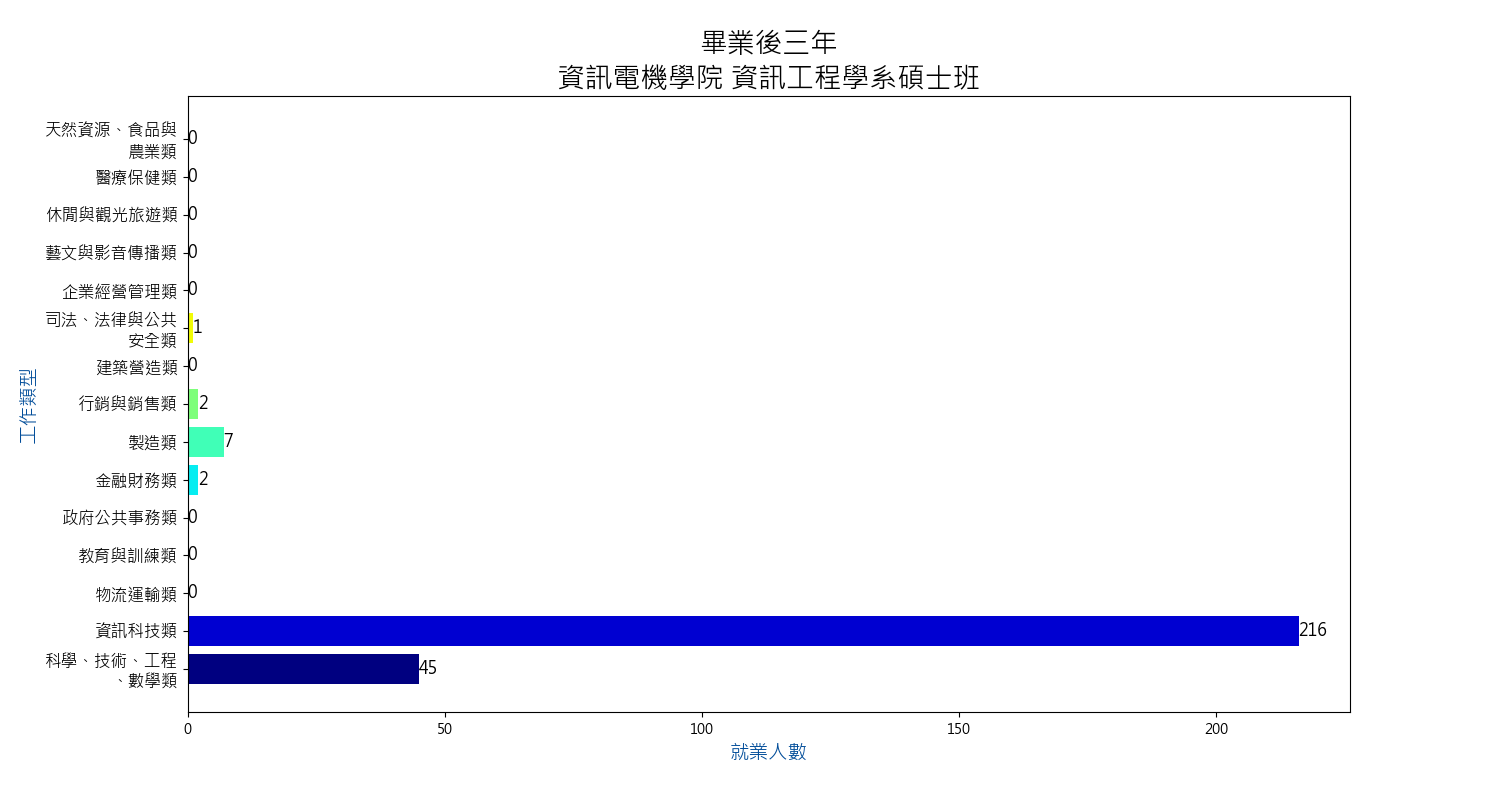 畢業後三年
資訊電機學院 資訊工程學系碩士班
工作類型
天然資源、食品與
農業類
0
醫療保健類
0
休閒與觀光旅遊類
0
藝文與影音傳播類
0
企業經營管理類
0
司法、法律與公共
安全類
1
建築營造類
0
行銷與銷售類
2
製造類
7
金融財務類
2
政府公共事務類
0
教育與訓練類
0
物流運輸類
0
資訊科技類
216
科學、技術、工程
、數學類
45
0
50
100
150
200
就業人數